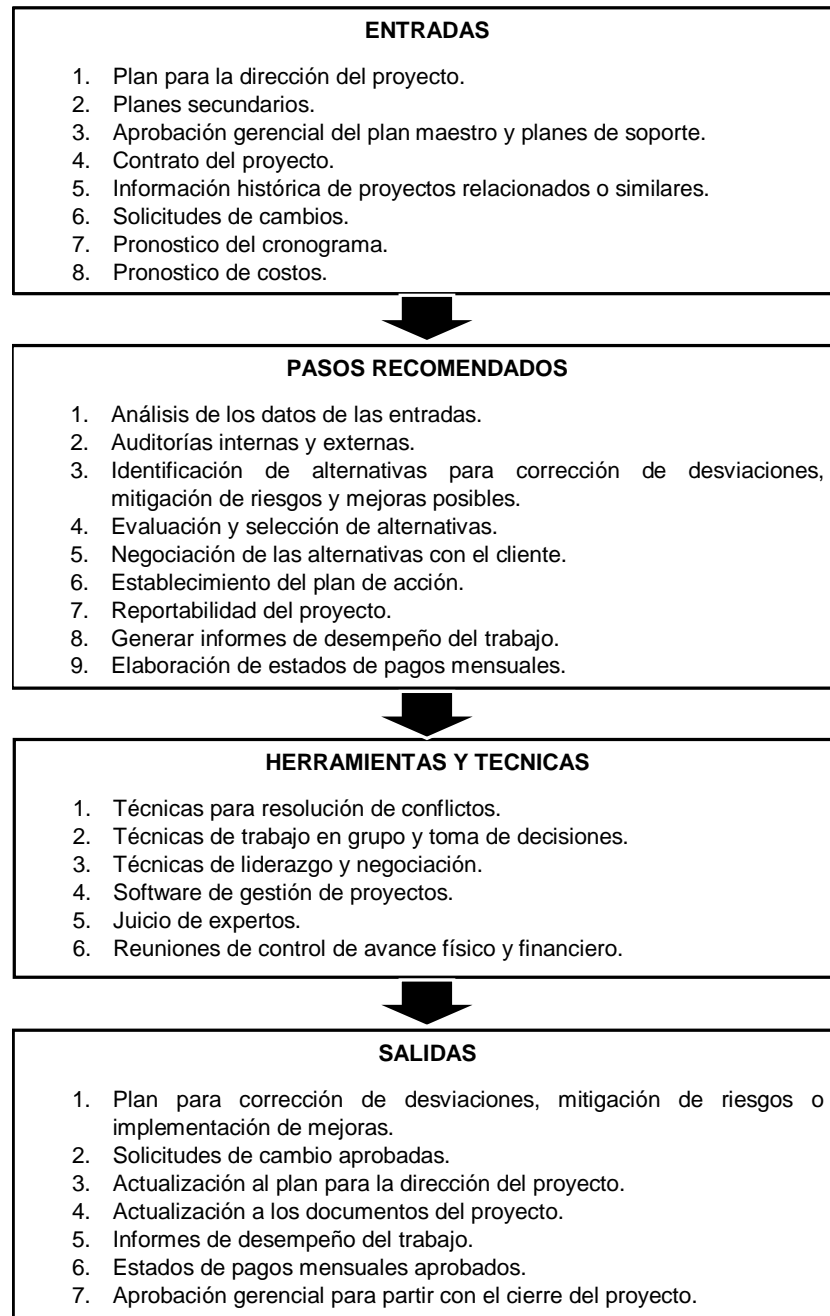 ENTRADAS
1. Plan para la dirección del proyecto.
2. Planes secundarios.
3. Aprobación gerencial del plan maestro y planes de soporte.
4. Contrato del proyecto.
5. Información histórica de proyectos relacionados o similares.
6. Solicitudes de cambios.
7. Pronostico del cronograma.
8. Pronostico de costos.
PASOS RECOMENDADOS
1. Análisis de los datos de las entradas.
2. Auditorías internas y externas.
3. Identificación de alternativas para corrección de desviaciones,
mitigación de riesgos y mejoras posibles.
4. Evaluación y selección de alternativas.
5. Negociación de las alternativas con el cliente.
6. Establecimiento del plan de acción.
7. Reportabilidad del proyecto.
8. Generar informes de desempeño del trabajo.
9. Elaboración de estados de pagos mensuales.
HERRAMIENTAS Y TECNICAS
1. Técnicas para resolución de conflictos.
2. Técnicas de trabajo en grupo y toma de decisiones.
3. Técnicas de liderazgo y negociación.
4. Software de gestión de proyectos.
5. Juicio de expertos.
6. Reuniones de control de avance físico y financiero.
SALIDAS
1. Plan para corrección de desviaciones, mitigación de riesgos o
implementación de mejoras.
2. Solicitudes de cambio aprobadas.
3. Actualización al plan para la dirección del proyecto.
4. Actualización a los documentos del proyecto.
5. Informes de desempeño del trabajo.
6. Estados de pagos mensuales aprobados.
7. Aprobación gerencial para partir con el cierre del proyecto.